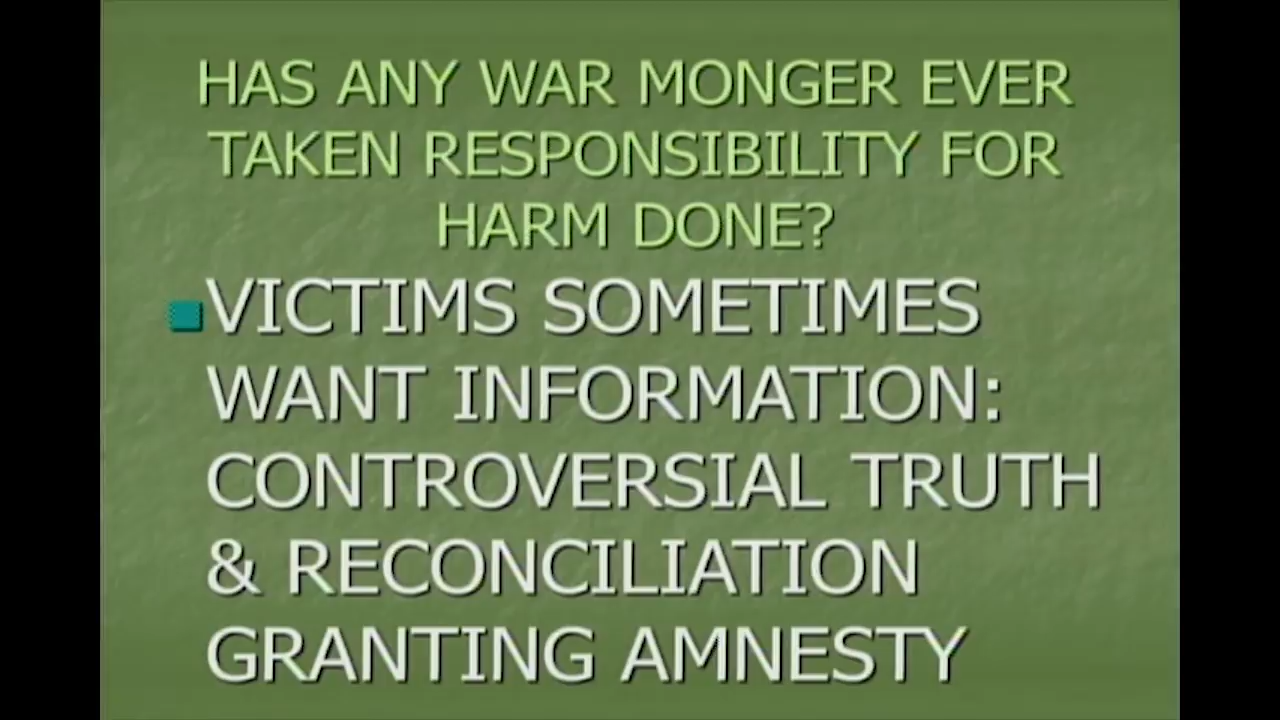 HAS ANY WAR MONGER EVER
TAKEN RESPONSIBILITY FOR
HARM DONE?
VICTIMS SOMETIMES
WANT INFORMATION:
CONTROVERSIAL TRUTH
& RECONCILIATION
GRANTING AMNESTY